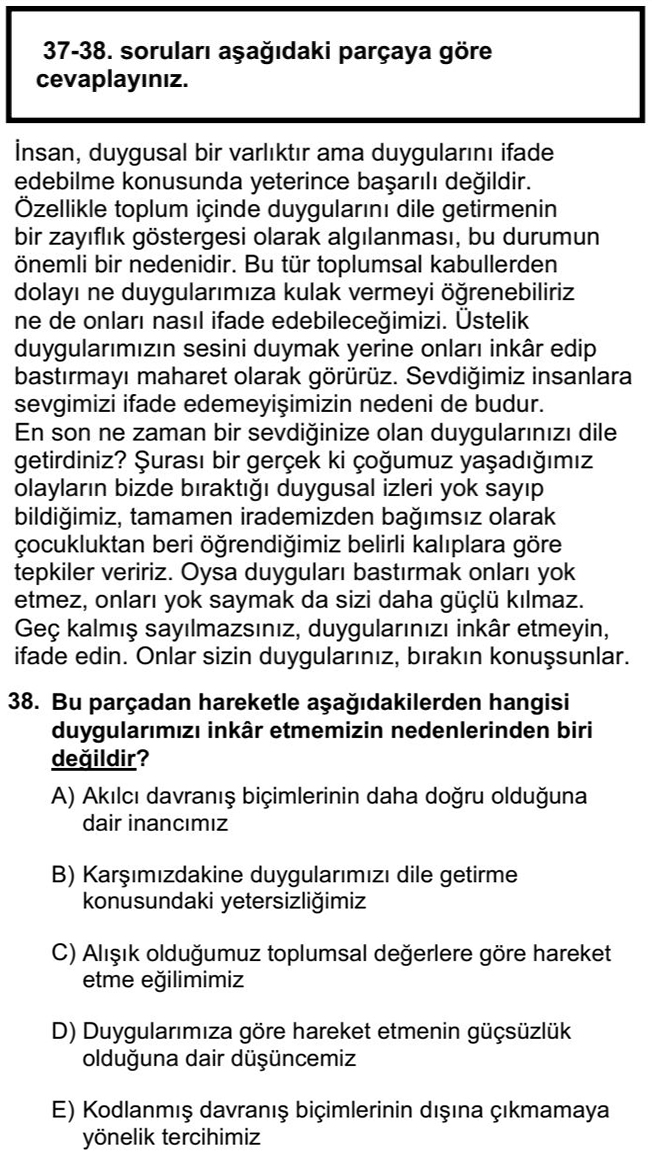 37-38. soruları aşağıdaki parçaya göre
cevaplayınız.
İnsan, duygusal bir varlıktır ama duygularını ifade
edebilme konusunda yeterince başarılı değildir.
Özellikle toplum içinde duygularını dile getirmenin
bir zayıflık göstergesi olarak algılanması, bu durumun
önemli bir nedenidir. Bu tür toplumsal kabullerden
dolayı ne duygularımıza kulak vermeyi öğrenebiliriz
ne de onları nasıl ifade edebileceğimizi. Üstelik
duygularımızın sesini duymak yerine onları inkâr edip
bastırmayı maharet olarak görürüz. Sevdiğimiz insanlara
sevgimizi ifade edemeyişimizin nedeni de budur.
En son ne zaman bir sevdiğinize olan duygularınızı dile
getirdiniz? Şurası bir gerçek ki çoğumuz yaşadığımız
olayların bizde bıraktığı duygusal izleri yok sayıp
bildiğimiz, tamamen irademizden bağımsız olarak
çocukluktan beri öğrendiğimiz belirli kalıplara göre
tepkiler veririz. Oysa duyguları bastırmak onları yok
etmez, onları yok saymak da sizi daha güçlü kılmaz.
Geç kalmış sayılmazsınız, duygularınızı inkâr etmeyin,
ifade edin. Onlar sizin duygularınız, bırakın konuşsunlar.
38. Bu parçadan hareketle aşağıdakilerden hangisi
duygularımızı inkâr etmemizin nedenlerinden biri
değildir?
A) Akılcı davranış biçimlerinin daha doğru olduğuna
dair inancımız
B) Karşımızdakine duygularımızı dile getirme
konusundaki yetersizliğimiz
C) Alışık olduğumuz toplumsal değerlere göre hareket
etme eğilimimiz
D) Duygularımıza göre hareket etmenin güçsüzlük
olduğuna dair düşüncemiz
E) Kodlanmış davranış biçimlerinin dışına çıkmamaya
yönelik tercihimiz